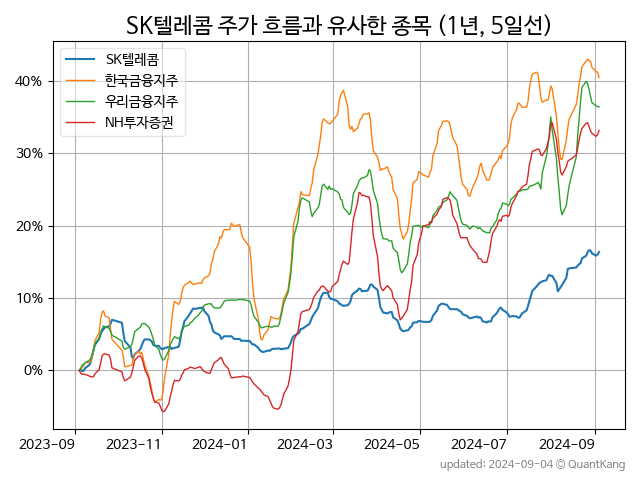 SK텔레콤 주가 흐름과 유사한 종목 (1년, 5일선)
SK텔레콤
한국금융지주
우리금융지주
NH투자증권
40%
30%
20%
10%
0%
2023-09 2023-11 2024-01 2024-03 2024-05 2024-07 2024-09
updated: 2024-09-04 © QuantKang